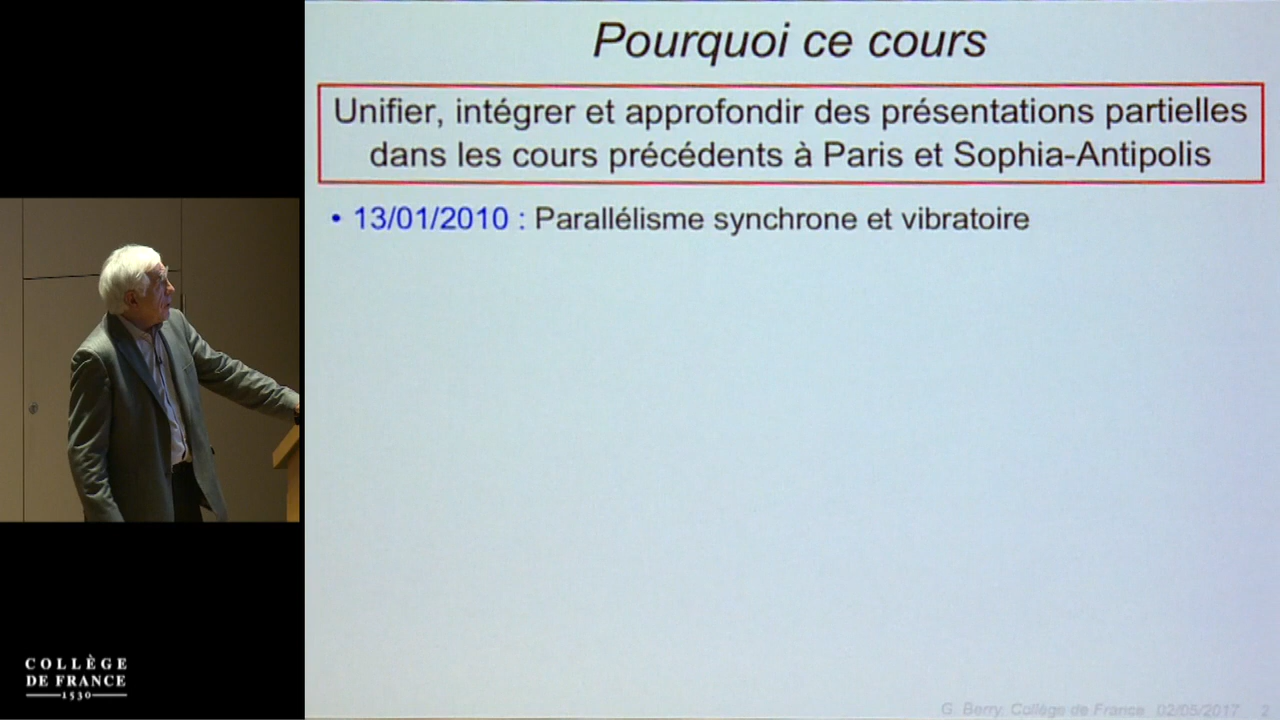 Pourquoi ce cours
Unifier, intégrer et approfondir des présentations partielles
dans les cours précédents à Paris et Sophia-Antipolis
• 13/01/2010 : Parallélisme synchrone et vibratoire
COLLÈGE
DE FRANCE
1530
G. Berry, Collège de France, 02/05/2017 2